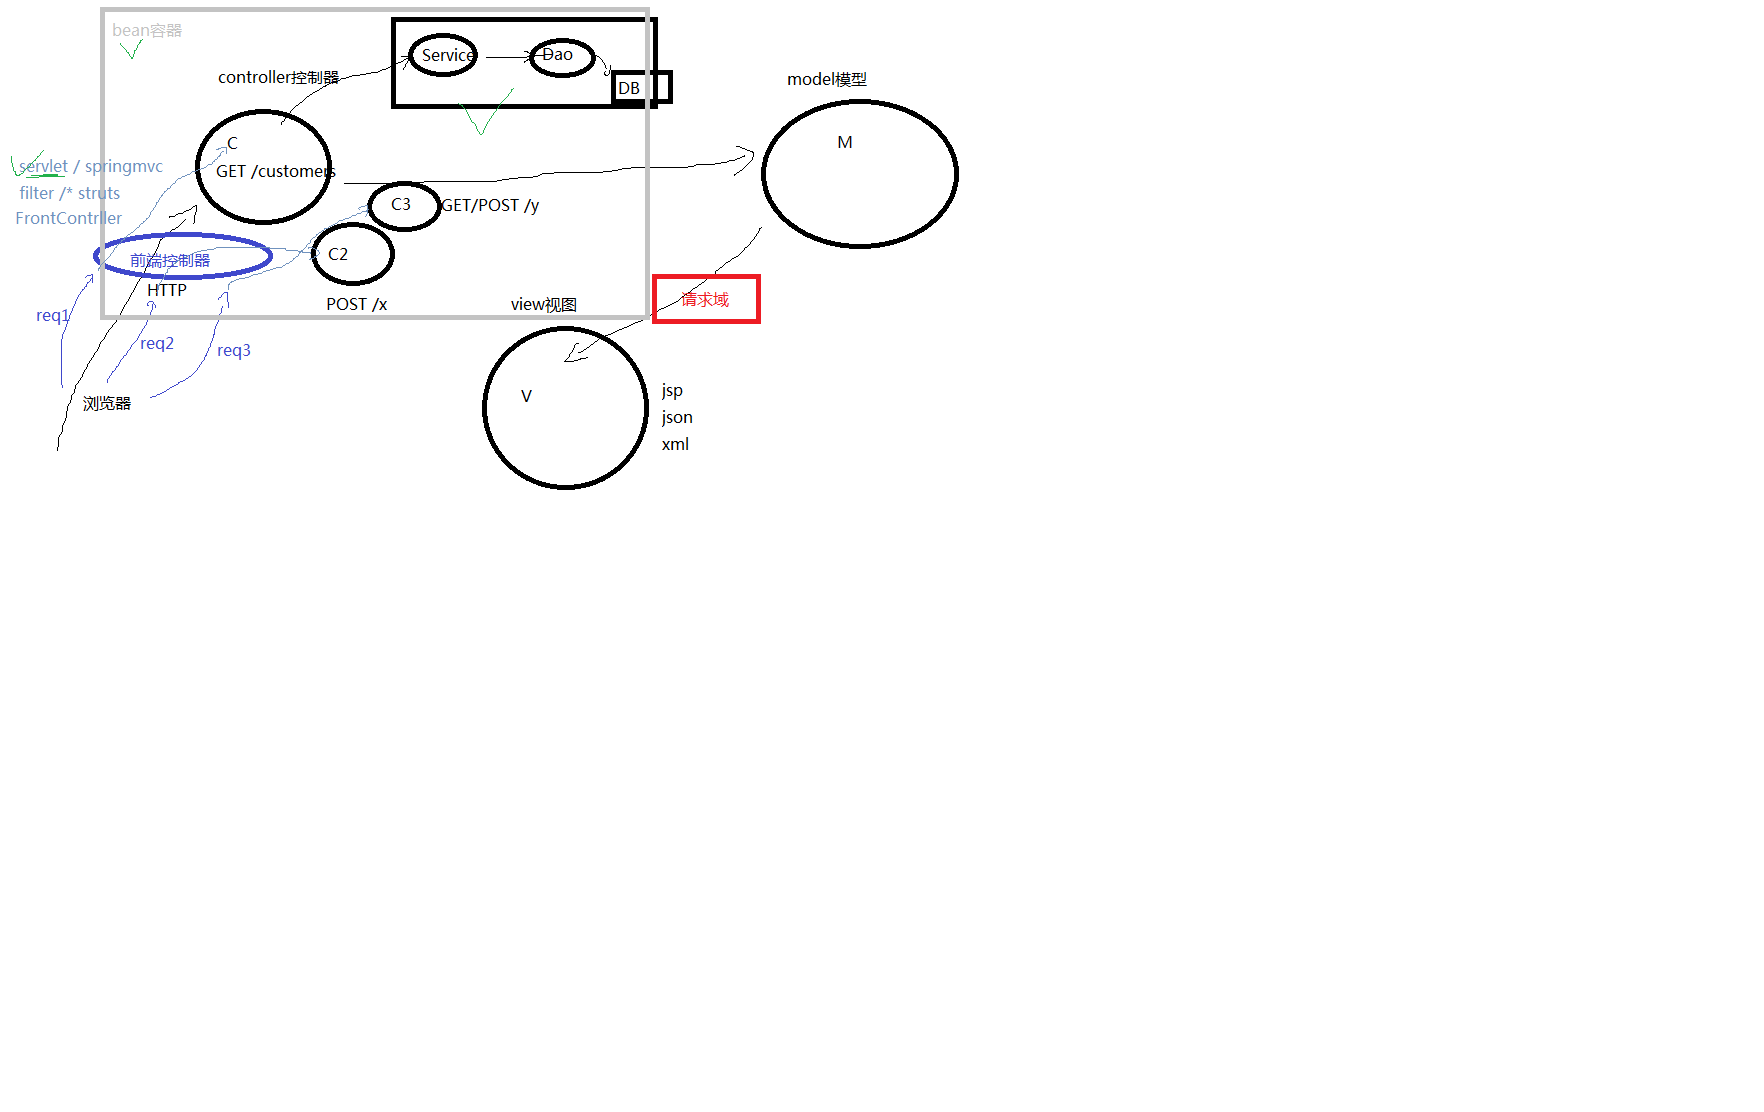 bean容器
Service
Dao
DB
controller控制器
model模型
C
GET /customers
M
servlet / springmvc
filter /* struts
FrontContrller
C3
GET/POST /y
前端控制器
C2
HTTP
POST /x
view视图
请求域
req1
req2
req3
浏览器
V
jsp
json
xml